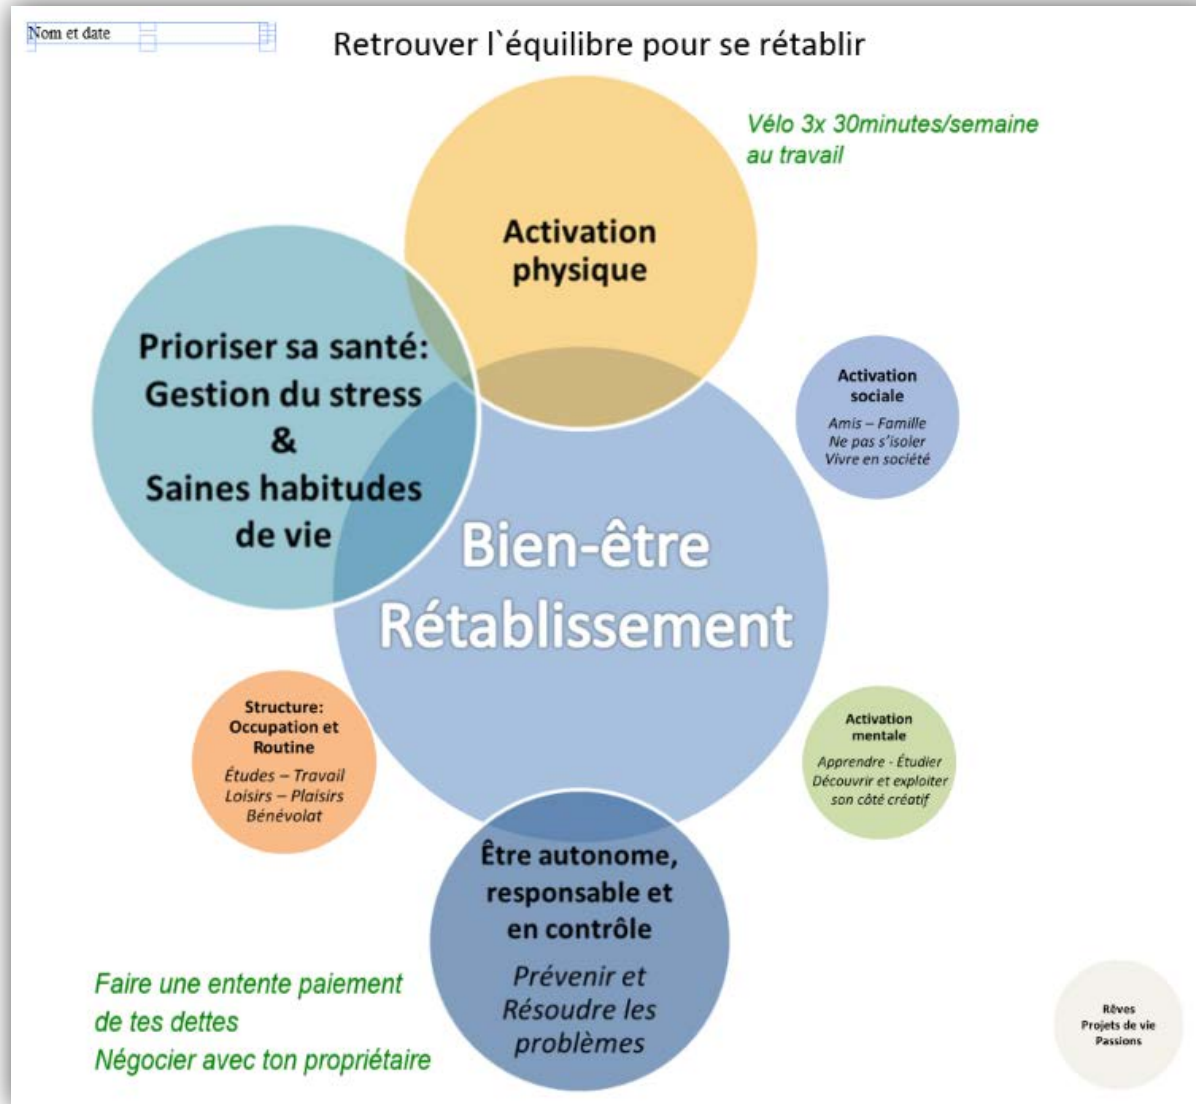 Nom et date
Retrouver l`équilibre pour se rétablir
Vélo 3x 30minutes/semaine
au travail
Activation
physique
Prioriser sa santé:
Gestion du stress
&
Saines habitudes
de vie
Activation
sociale
Amis – Famille
Ne pas s'isoler
Vivre en société
Bien-être
Rétablissement
Structure:
Occupation et
Routine
Études – Travail
Loisirs – Plaisirs
Bénévolat
Activation
mentale
Apprendre - Étudier
Découvrir et exploiter
son côté créatif
Être autonome,
responsable et
en contrôle
Prévenir et
Résoudre les
problèmes
Faire une entente paiement
de tes dettes
Négocier avec ton propriétaire
Rêves
Projets de vie
Passions